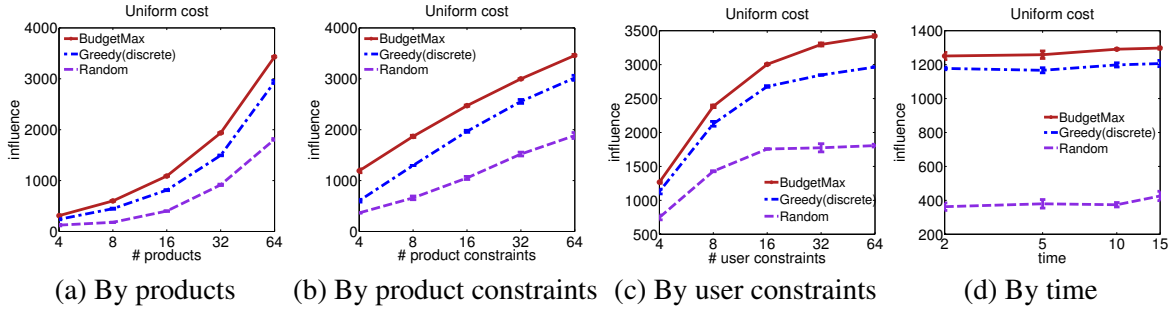 Uniform cost
4000
3000
2000
1000
0
4
8
16
32
64
influence
# products
BudgetMax
Greedy(discrete)
Random
(a) By products
Uniform cost
4000
3000
2000
1000
0
4
8
16
32
64
influence
# product constraints
BudgetMax
Greedy(discrete)
Random
(b) By product constraints
Uniform cost
3500
3000
2500
2000
1500
1000
500
4
8
16
32
64
influence
# user constraints
BudgetMax
Greedy(discrete)
Random
(c) By user constraints
Uniform cost
1400
1200
1000
800
600
400
200
2
5
10
15
influence
time
BudgetMax
Greedy(discrete)
Random
(d) By time